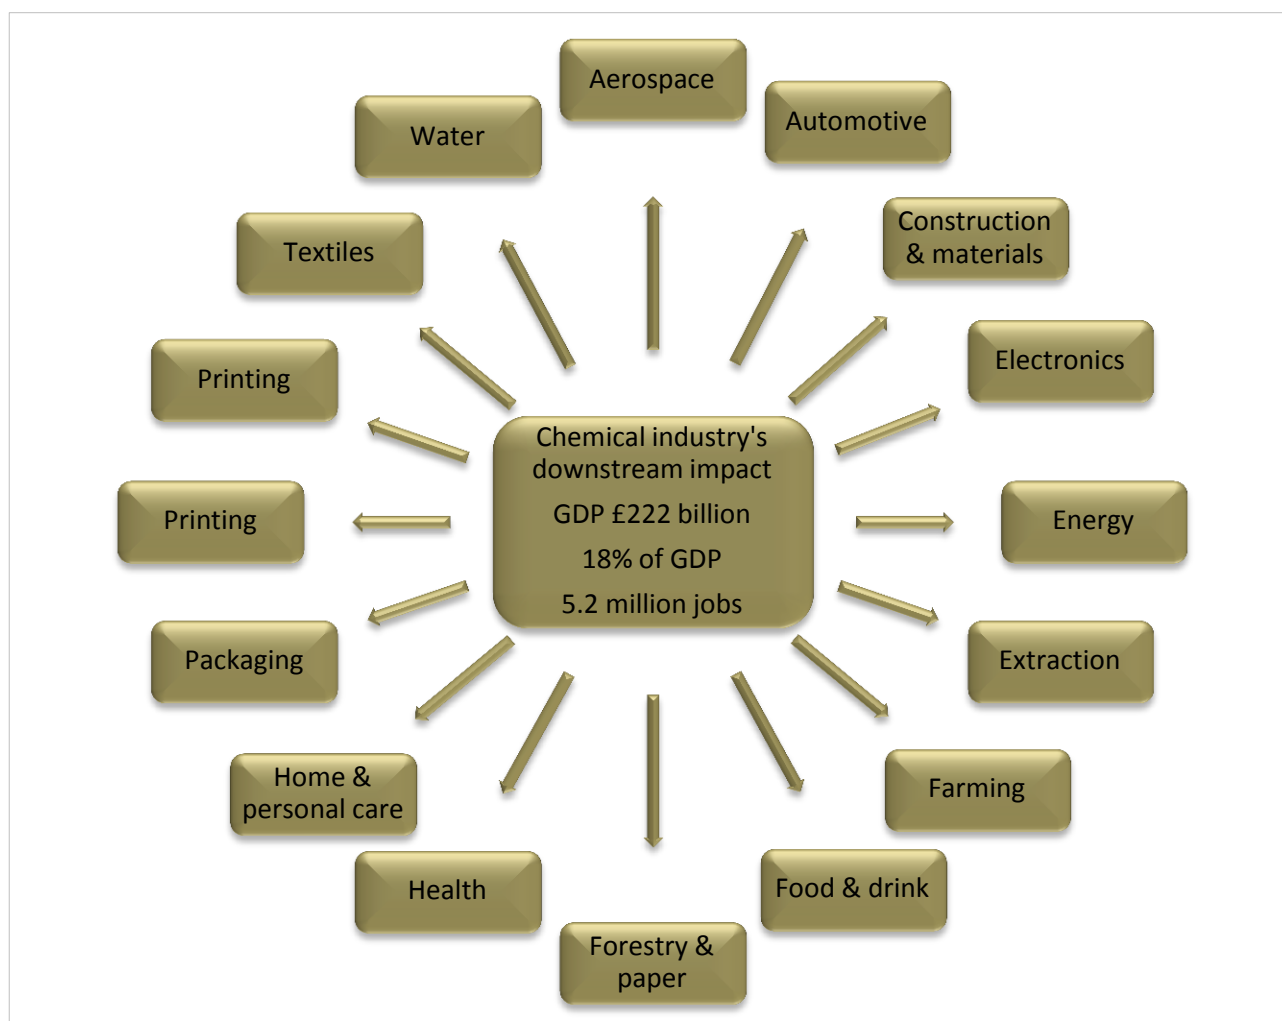 Aerospace
Automotive
Construction
& materials
Electronics
Energy
Extraction
Farming
Food & drink
Forestry &
paper
Health
Home &
personal care
Packaging
Printing
Printing
Textiles
Water
Chemical industry's
downstream impact
GDP £222 billion
18% of GDP
5.2 million jobs